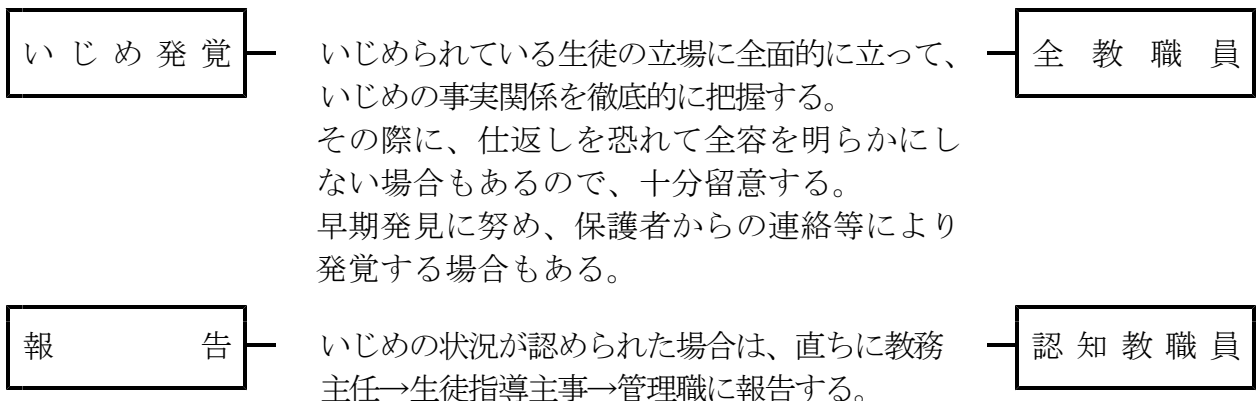 いじめ発覚
いじめられている生徒の立場に全面的に立って、
いじめの事実関係を徹底的に把握する。
その際に、仕返しを恐れて全容を明らかにし
ない場合もあるので、十分留意する。
早期発見に努め、保護者からの連絡等により
発覚する場合もある。
全教職員
報告
いじめの状況が認められた場合は、直ちに教務
主任→生徒指導主事→管理職に報告する。
認知教職員